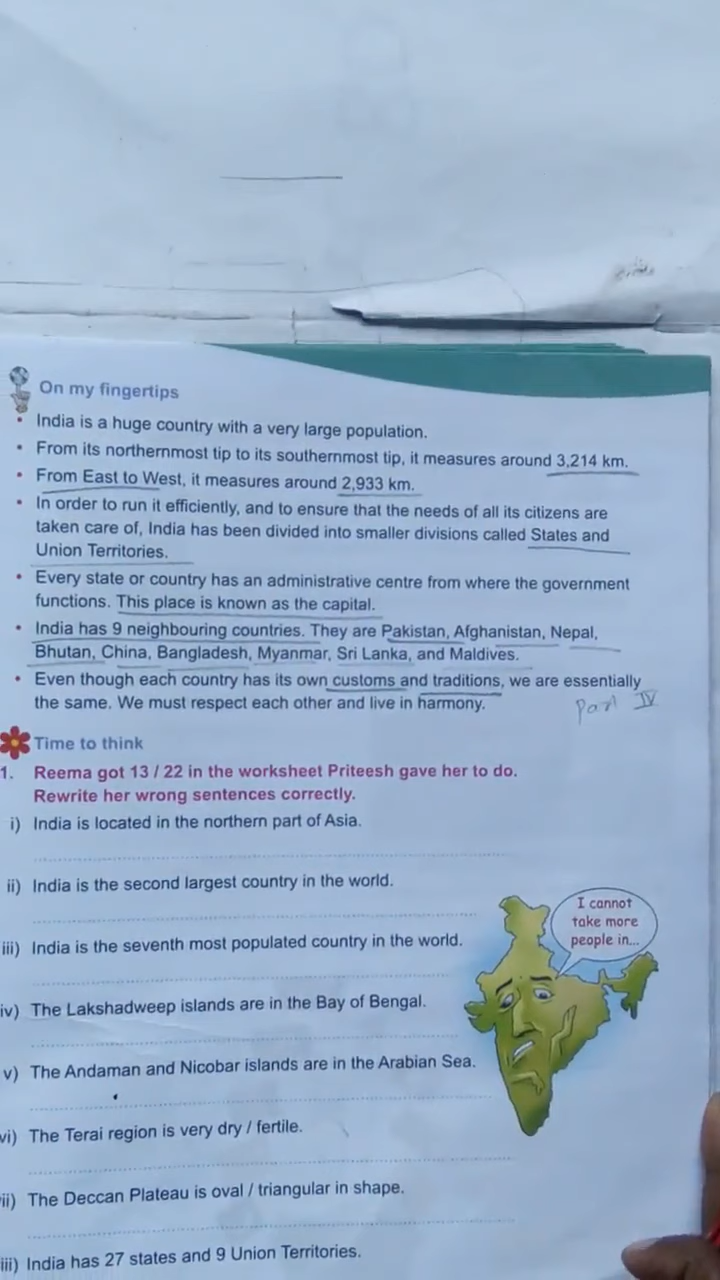 On my fingertips
• India is a huge country with a very large population.
• From its northernmost tip to its southernmost tip, it measures around 3,214 km.
• From East to West, it measures around 2,933 km.
• In order to run it efficiently, and to ensure that the needs of all its citizens are
taken care of, India has been divided into smaller divisions called States and
Union Territories.
• Every state or country has an administrative centre from where the government
functions. This place is known as the capital.
• India has 9 neighbouring countries. They are Pakistan, Afghanistan, Nepal,
Bhutan, China, Bangladesh, Myanmar, Sri Lanka, and Maldives.
• Even though each country has its own customs and traditions, we are essentially
the same. We must respect each other and live in harmony.
Part IV
Time to think
1. Reema got 13 / 22 in the worksheet Priteesh gave her to do.
Rewrite her wrong sentences correctly.
i) India is located in the northern part of Asia.
ii) India is the second largest country in the world.
I cannot
take more
people in...
iii) India is the seventh most populated country in the world.
iv) The Lakshadweep islands are in the Bay of Bengal.
v) The Andaman and Nicobar islands are in the Arabian Sea.
vi) The Terai region is very dry / fertile.
ii) The Deccan Plateau is oval / triangular in shape.
iii) India has 27 states and 9 Union Territories.